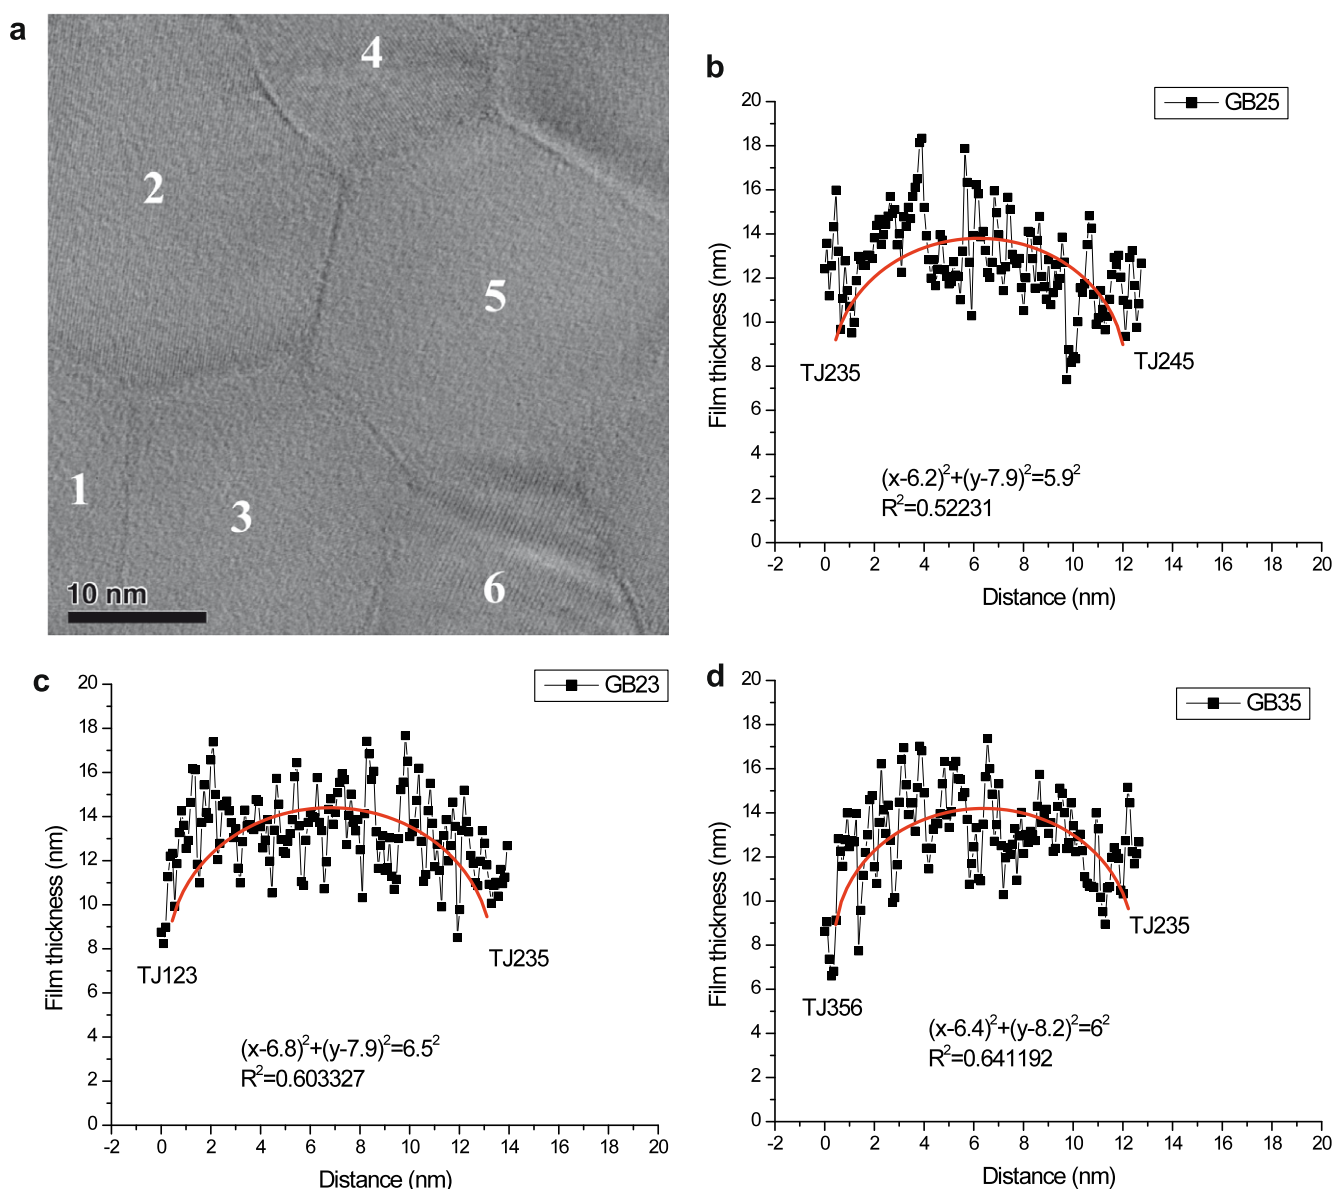 a
4
2
5
1
3
6
10 nm
b
GB25
20
18
16
14
12
10
8
6
4
2
0
Film thickness (nm)
TJ235
TJ245
(x-6.2)²+(y-7.9)²=5.9²
R²=0.52231
-2 0 2 4 6 8 10 12 14 16 18 20
Distance (nm)
c
GB23
20
18
16
14
12
10
8
6
4
2
0
Film thickness (nm)
TJ123
TJ235
(x-6.8)²+(y-7.9)²=6.5²
R²=0.603327
-2 0 2 4 6 8 10 12 14 16 18 20
Distance (nm)
d
GB35
20
18
16
14
12
10
8
6
4
2
0
Film thickness (nm)
TJ356
TJ235
(x-6.4)²+(y-8.2)²=6²
R²=0.641192
-2 0 2 4 6 8 10 12 14 16 18 20
Distance (nm)